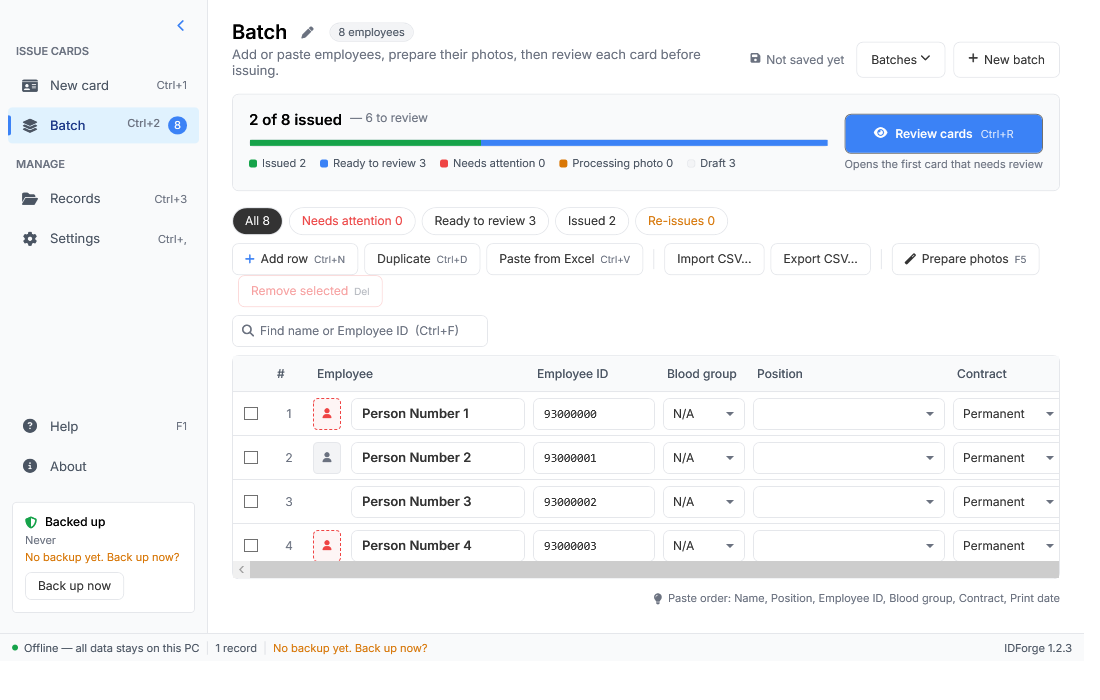 ISSUE CARDS
New card Ctrl+1
Batch Ctrl+2 8
MANAGE
Records Ctrl+3
Settings Ctrl+,
Help F1
About
Backed up
Never
No backup yet. Back up now?
Back up now
Batch 8 employees
Add or paste employees, prepare their photos, then review each card before
issuing.
Not saved yet Batches New batch
2 of 8 issued — 6 to review
Issued 2 Ready to review 3 Needs attention 0 Processing photo 0 Draft 3
Review cards Ctrl+R
Opens the first card that needs review
All 8 Needs attention 0 Ready to review 3 Issued 2 Re-issues 0
+ Add row Ctrl+N Duplicate Ctrl+D Paste from Excel Ctrl+V Import CSV... Export CSV... Prepare photos F5
Remove selected Del
Find name or Employee ID (Ctrl+F)
# Employee Employee ID Blood group Position Contract
1 Person Number 1 93000000 N/A Permanent
2 Person Number 2 93000001 N/A Permanent
3 Person Number 3 93000002 N/A Permanent
4 Person Number 4 93000003 N/A Permanent
Paste order: Name, Position, Employee ID, Blood group, Contract, Print date
Offline — all data stays on this PC 1 record No backup yet. Back up now? IDForge 1.2.3